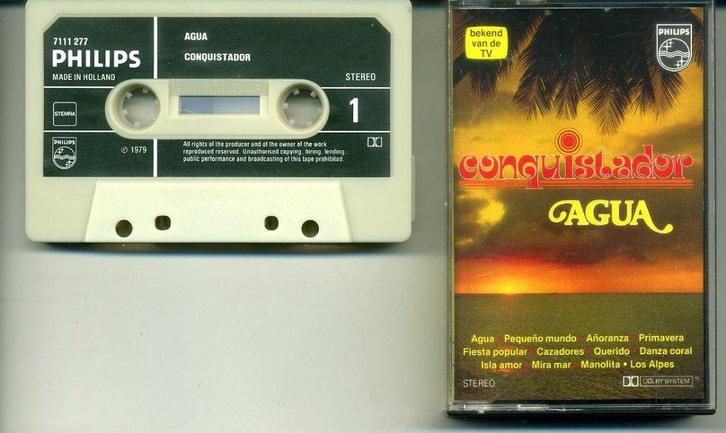 7111 277
PHILIPS
MADE IN HOLLAND
AGUA
CONQUISTADOR
STEREO
1
STEMRA
PHILIPS
℗ 1979
All rights of the producer and of the owner of the work
reproduced reserved. Unauthorised copying, hiring, lending,
public performance and broadcasting of this tape prohibited.
bekend
van de
TV
PHILIPS
conquistador
AGUA
Agua · Pequeño mundo · Añoranza · Primavera
Fiesta popular · Cazadores · Querido · Danza coral
Isla amor · Mira mar · Manolita • Los Alpes
STEREO
DOLBY SYSTEM